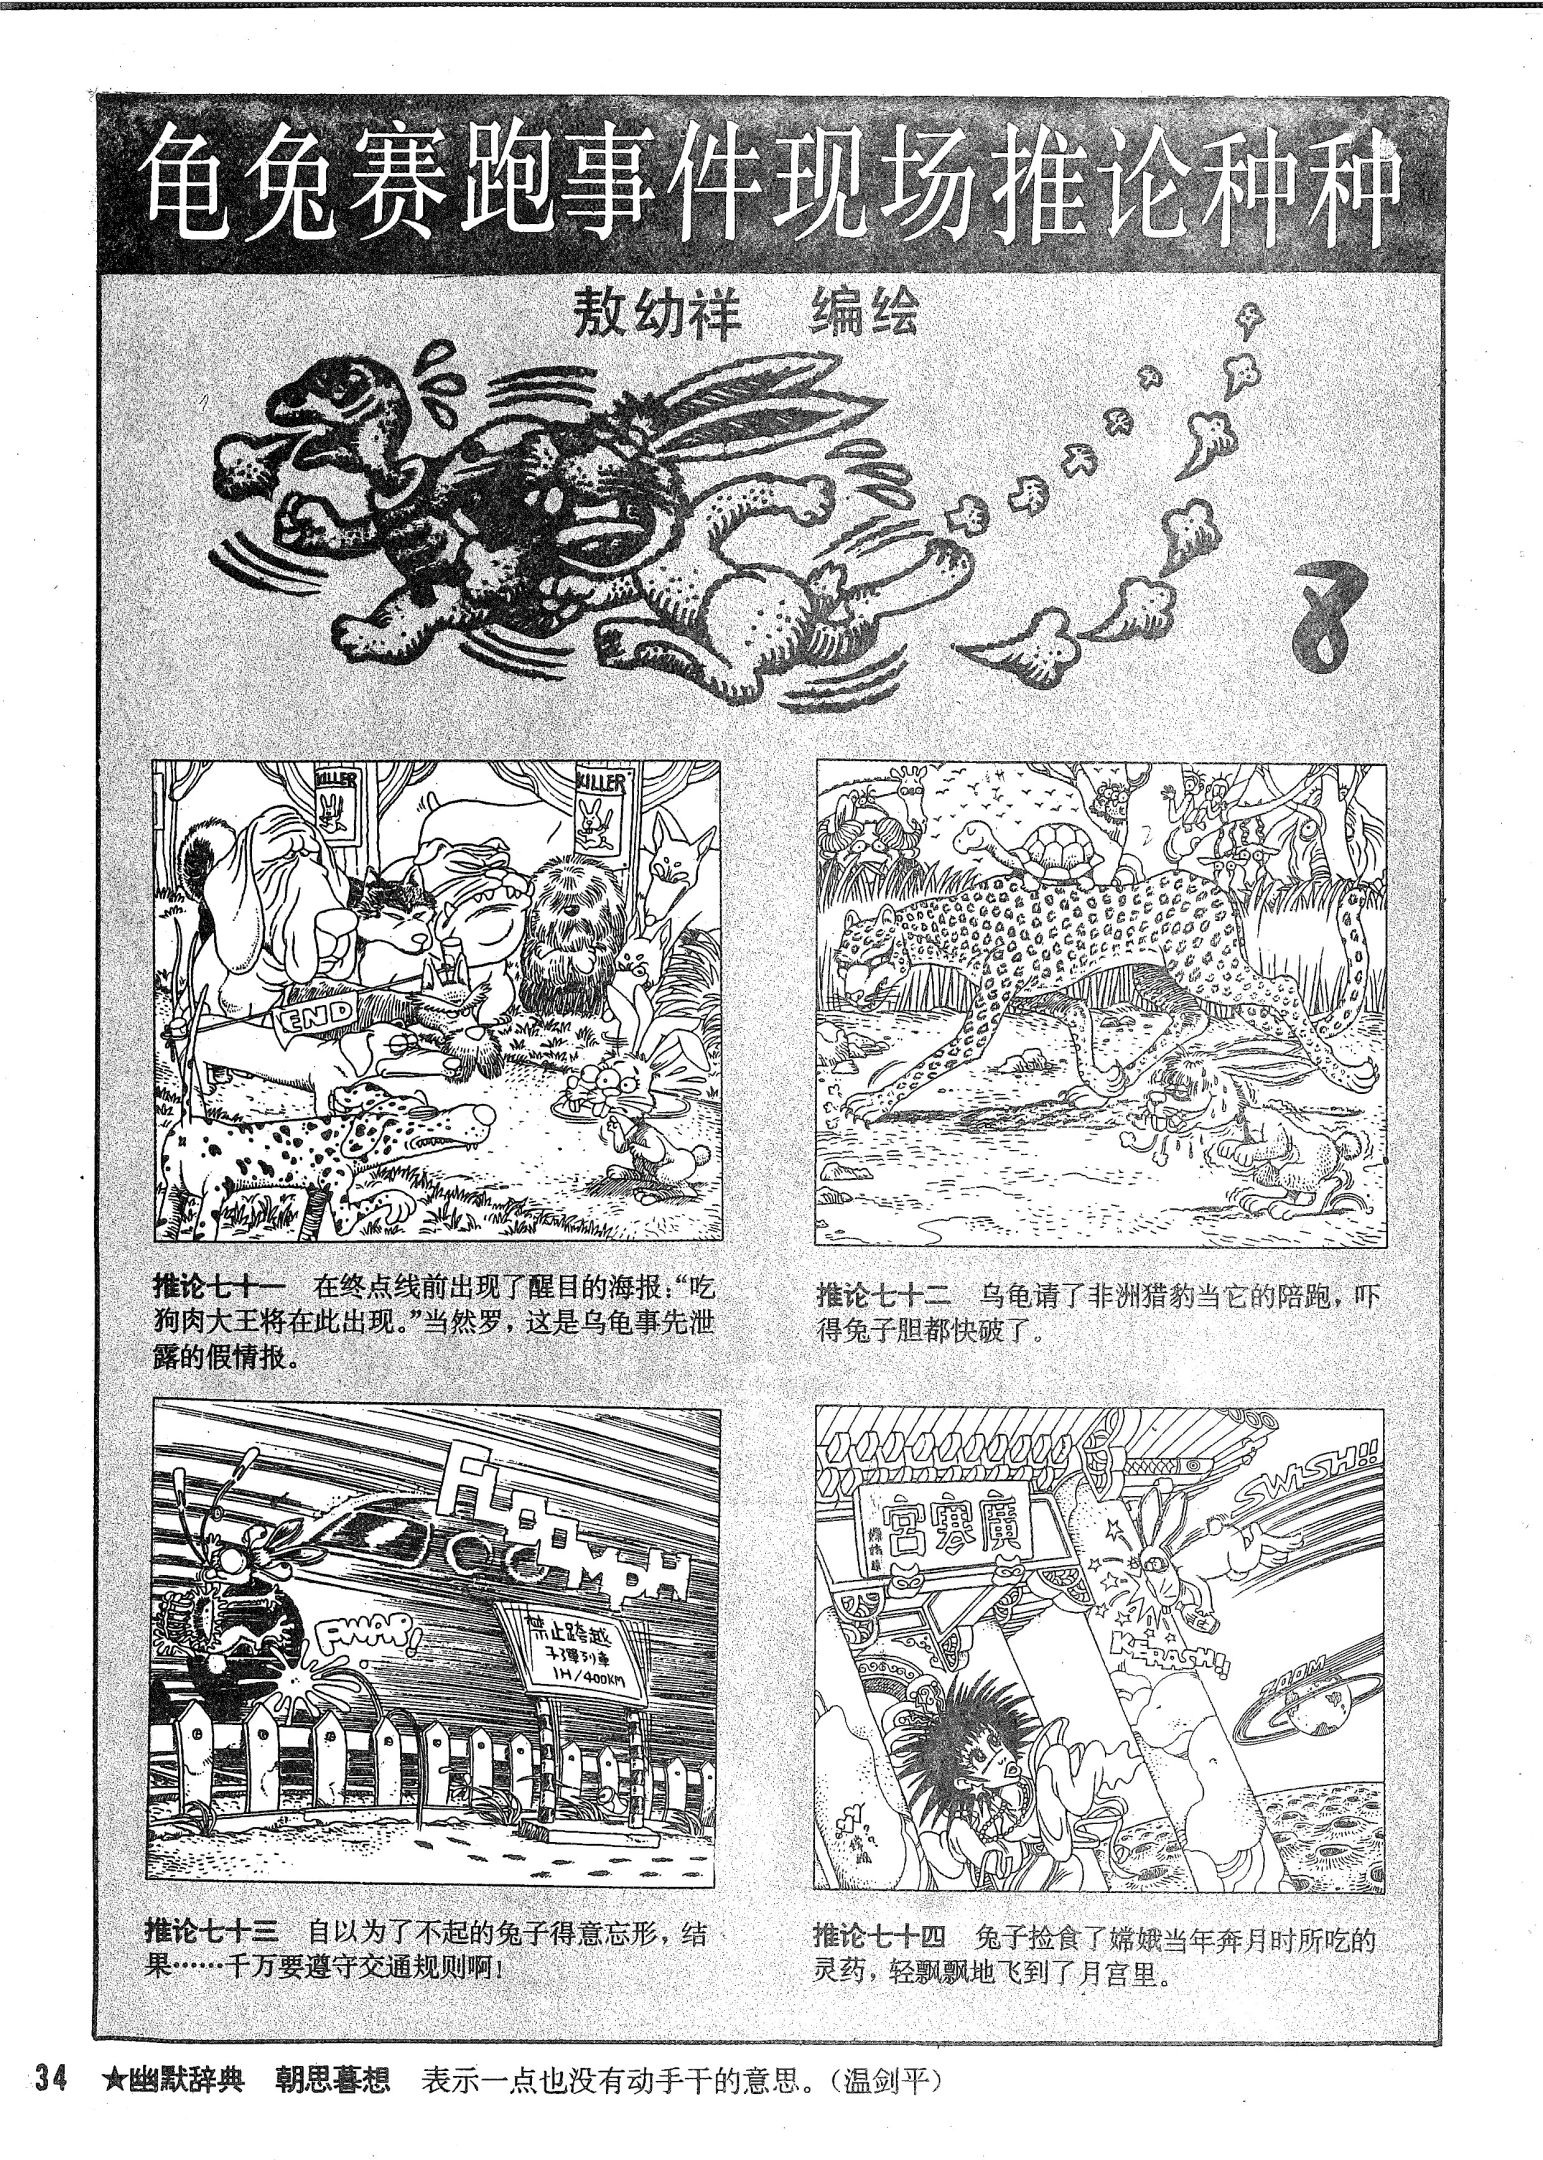 龟兔赛跑事件现场推论种种
敖幼祥 编绘
8
KILLER
KILLER
END
推论七十一 在终点线前出现了醒目的海报：“吃
狗肉大王将在此出现。”当然罗，这是乌龟事先泄
露的假情报。
推论七十二 乌龟请了非洲猎豹当它的陪跑，吓
得兔子胆都快破了。
FLOOMPH
FWAP!
禁止跨越
子彈列車
1H/400KM
推论七十三 自以为了不起的兔子得意忘形，结
果……千万要遵守交通规则啊！
SWISH!!
宮寒廣
KERASH!!
ZOOM
推论七十四 兔子捡食了嫦娥当年奔月时所吃的
灵药，轻飘飘地飞到了月宫里。
34 ★幽默辞典 朝思暮想 表示一点也没有动手干的意思。（温剑平）